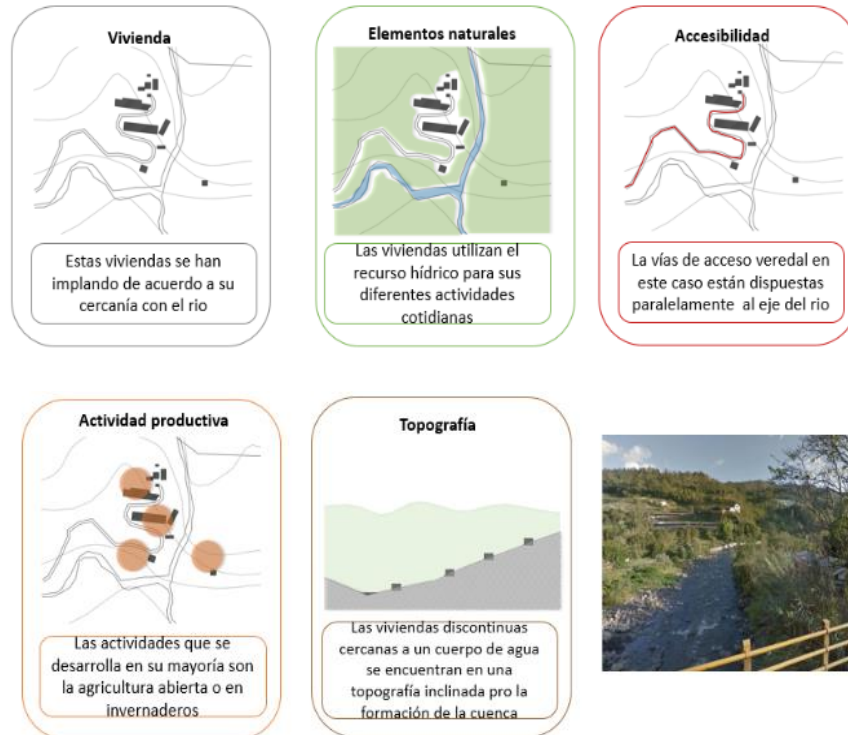 Vivienda
Estas viviendas se han
implando de acuerdo a su
cercanía con el rio
Elementos naturales
Las viviendas utilizan el
recurso hídrico para sus
diferentes actividades
cotidianas
Accesibilidad
La vías de acceso veredal en
este caso están dispuestas
paralelamente al eje del rio
Actividad productiva
Las actividades que se
desarrolla en su mayoría son
la agricultura abierta o en
invernaderos
Topografía
Las viviendas discontinuas
cercanas a un cuerpo de agua
se encuentran en una
topografía inclinada pro la
formación de la cuenca